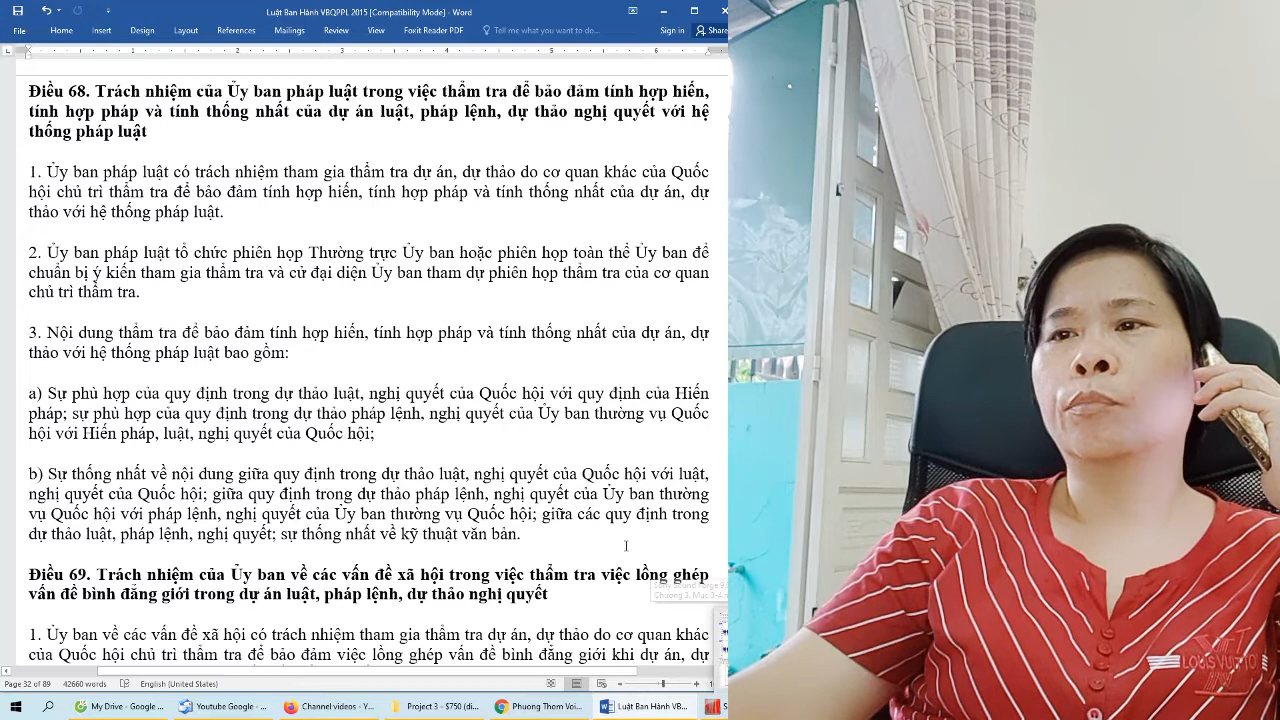 Luật Ban Hành VBQPPL 2015 [Compatibility Mode] - Word
File Home Insert Design Layout References Mailings Review View Foxit Reader PDF Tell me what you want to do... Sign in Share
Điều 68. Trách nhiệm của Ủy ban pháp luật trong việc thẩm tra để bảo đảm tính hợp hiến,
tính hợp pháp và tính thống nhất của dự án luật, pháp lệnh, dự thảo nghị quyết với hệ
thống pháp luật
1. Ủy ban pháp luật có trách nhiệm tham gia thẩm tra dự án, dự thảo do cơ quan khác của Quốc
hội chủ trì thẩm tra để bảo đảm tính hợp hiến, tính hợp pháp và tính thống nhất của dự án, dự
thảo với hệ thống pháp luật.
2. Ủy ban pháp luật tổ chức phiên họp Thường trực Ủy ban hoặc phiên họp toàn thể Ủy ban để
chuẩn bị ý kiến tham gia thẩm tra và cử đại diện Ủy ban tham dự phiên họp thẩm tra của cơ quan
chủ trì thẩm tra.
3. Nội dung thẩm tra để bảo đảm tính hợp hiến, tính hợp pháp và tính thống nhất của dự án, dự
thảo với hệ thống pháp luật bao gồm:
a) Sự phù hợp của quy định trong dự thảo luật, nghị quyết của Quốc hội với quy định của Hiến
pháp; sự phù hợp của quy định trong dự thảo pháp lệnh, nghị quyết của Ủy ban thường vụ Quốc
hội với Hiến pháp, luật, nghị quyết của Quốc hội;
b) Sự thống nhất về nội dung giữa quy định trong dự thảo luật, nghị quyết của Quốc hội với luật,
nghị quyết của Quốc hội; giữa quy định trong dự thảo pháp lệnh, nghị quyết của Ủy ban thường
vụ Quốc hội với pháp lệnh, nghị quyết của Ủy ban thường vụ Quốc hội; giữa các quy định trong
dự thảo luật, pháp lệnh, nghị quyết; sự thống nhất về kỹ thuật văn bản.
Điều 69. Trách nhiệm của Ủy ban về các vấn đề xã hội trong việc thẩm tra việc lồng ghép
vấn đề bình đẳng giới trong dự án luật, pháp lệnh, dự thảo nghị quyết
1. Ủy ban về các vấn đề xã hội có trách nhiệm tham gia thẩm tra dự án, dự thảo do cơ quan khác
của Quốc hội chủ trì thẩm tra để bảo đảm việc lồng ghép vấn đề bình đẳng giới khi dự án, dự
Page 32 of 89 42660 words English (United States)
My Drive - Google ... Youtube Google - ... Channel videos - Y... Project 3 - $750 (di... SHD - Google Shee... Phuong Thom Voi... Luật Ban Hành VB...
LOUIS VUITTON